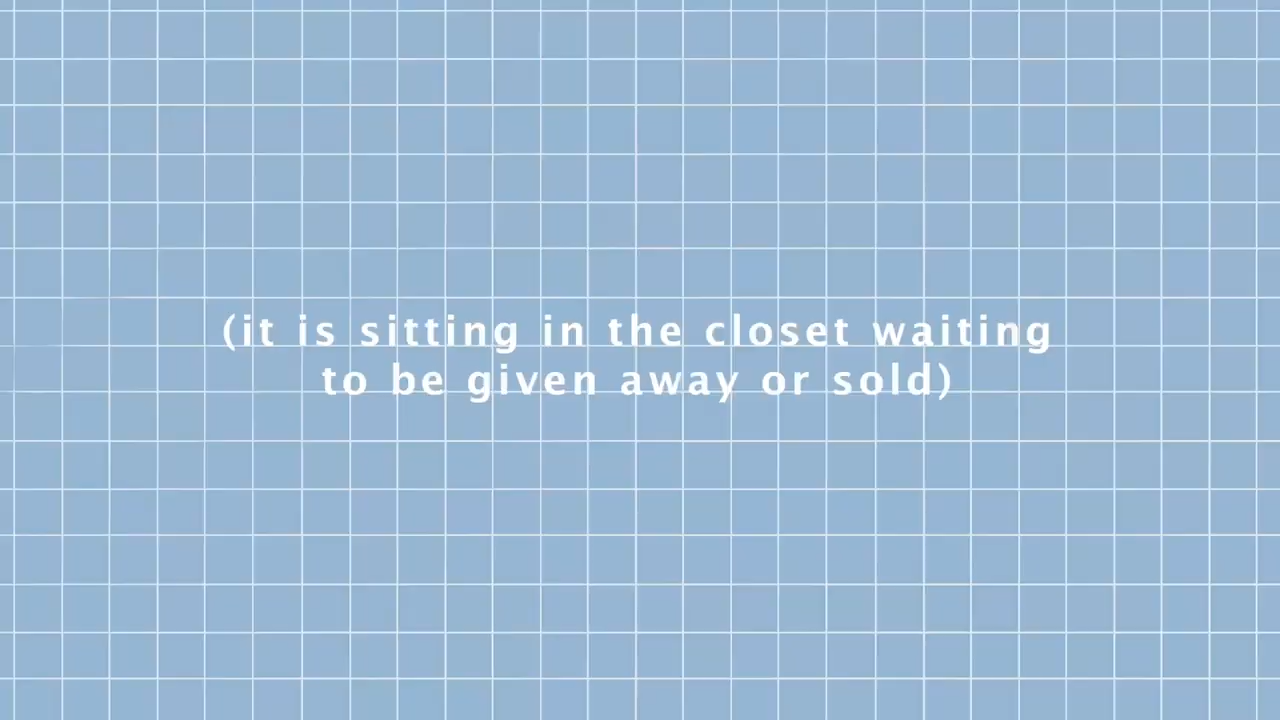 (it is sitting in the closet waiting
to be given away or sold)